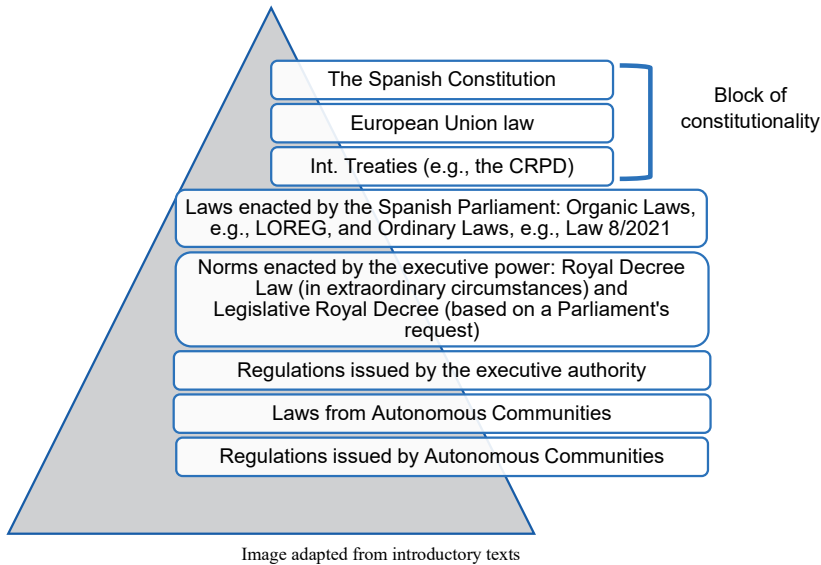 The Spanish Constitution
European Union law
Int. Treaties (e.g., the CRPD)
Block of
constitutionality
Laws enacted by the Spanish Parliament: Organic Laws,
e.g., LOREG, and Ordinary Laws, e.g., Law 8/2021
Norms enacted by the executive power: Royal Decree
Law (in extraordinary circumstances) and
Legislative Royal Decree (based on a Parliament's
request)
Regulations issued by the executive authority
Laws from Autonomous Communities
Regulations issued by Autonomous Communities
Image adapted from introductory texts